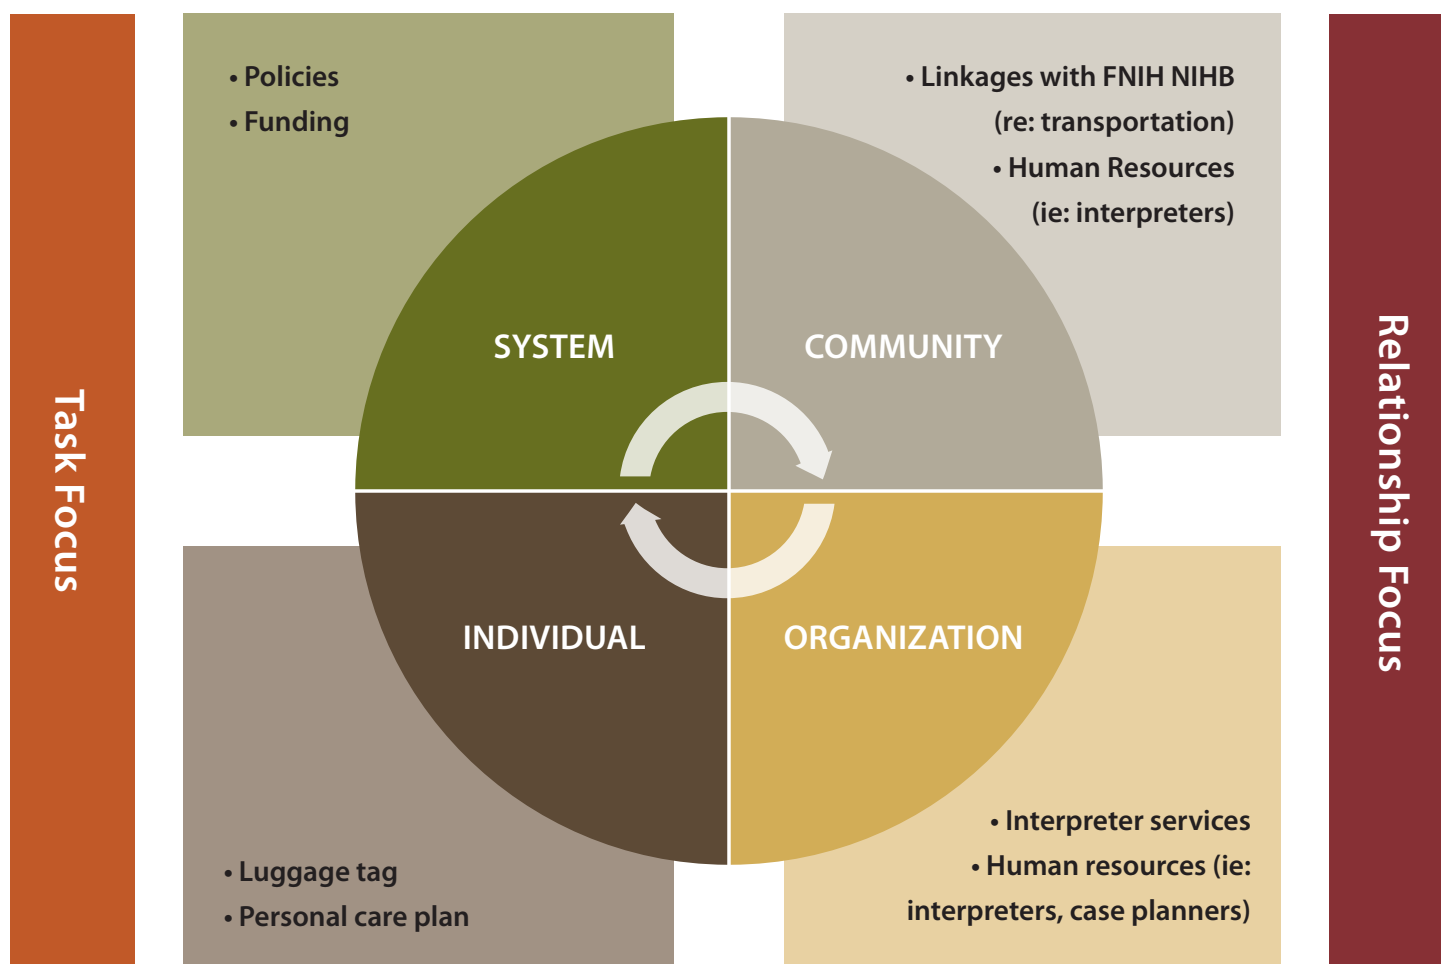 Task Focus
• Policies
• Funding
• Linkages with FNIH NIHB
(re: transportation)
• Human Resources
(ie: interpreters)
SYSTEM
COMMUNITY
INDIVIDUAL
ORGANIZATION
• Luggage tag
• Personal care plan
• Interpreter services
• Human resources (ie:
interpreters, case planners)
Relationship Focus